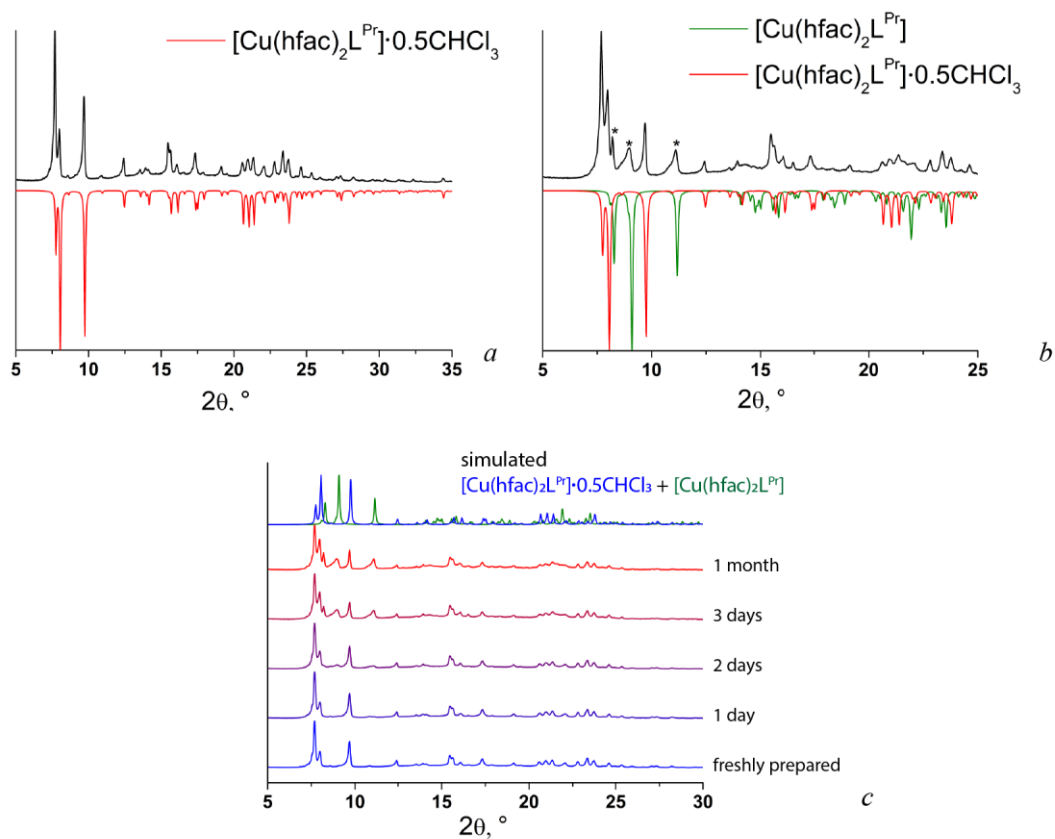 [Cu(hfac)₂Lᴾʳ]·0.5CHCl₃
5 10 15 20 25 30 35
2θ, °
a
[Cu(hfac)₂Lᴾʳ]
[Cu(hfac)₂Lᴾʳ]·0.5CHCl₃
* * *
5 10 15 20 25
2θ, °
b
simulated
[Cu(hfac)₂Lᴾʳ]·0.5CHCl₃ + [Cu(hfac)₂Lᴾʳ]
1 month
3 days
2 days
1 day
freshly prepared
5 10 15 20 25 30
2θ, °
c